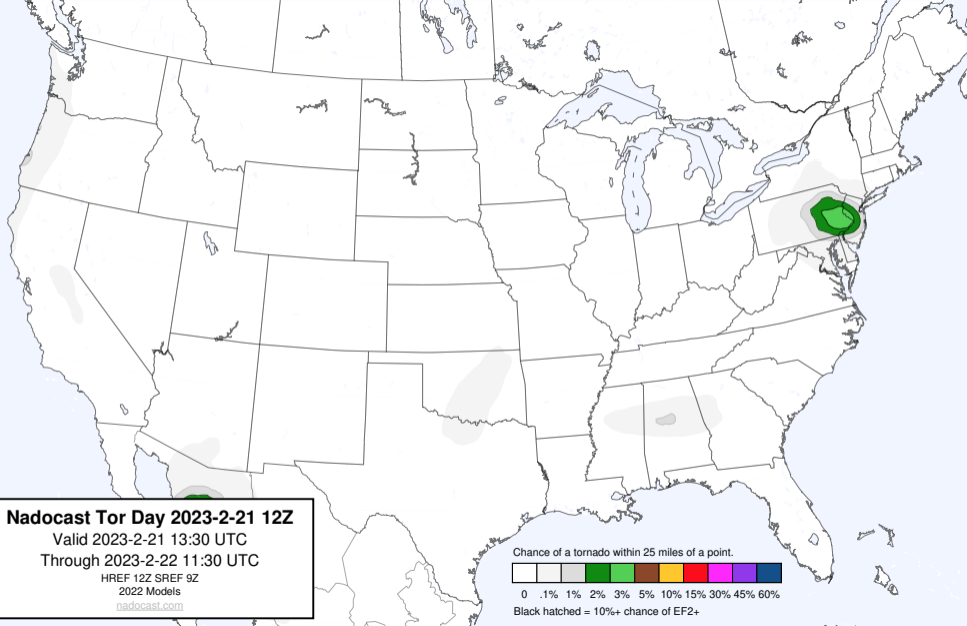 Nadocast Tor Day 2023-2-21 12Z
Valid 2023-2-21 13:30 UTC
Through 2023-2-22 11:30 UTC
HREF 12Z SREF 9Z
2022 Models
nadocast.com
Chance of a tornado within 25 miles of a point.
0 .1% 1% 2% 3% 5% 10% 15% 30% 45% 60%
Black hatched = 10%+ chance of EF2+